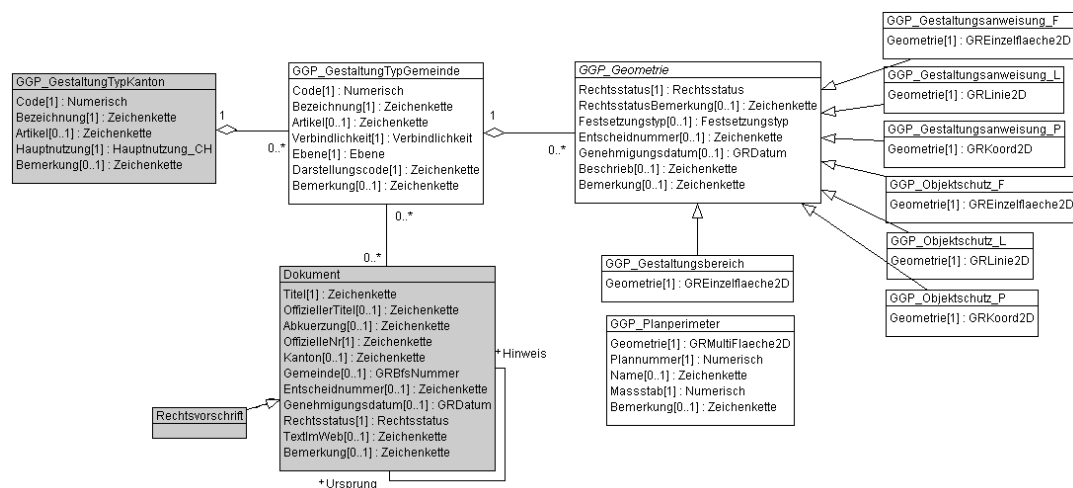 GGP_GestaltungTypKanton
Code[1] : Numerisch
Bezeichnung[1] : Zeichenkette
Artikel[0..1] : Zeichenkette
Hauptnutzung[1] : Hauptnutzung_CH
Bemerkung[0..1] : Zeichenkette
1
0..*
GGP_GestaltungTypGemeinde
Code[1] : Numerisch
Bezeichnung[1] : Zeichenkette
Artikel[0..1] : Zeichenkette
Verbindlichkeit[1] : Verbindlichkeit
Ebene[1] : Ebene
Darstellungscode[1] : Zeichenkette
Bemerkung[0..1] : Zeichenkette
1
0..*
GGP_Geometrie
Rechtsstatus[1] : Rechtsstatus
RechtsstatusBemerkung[0..1] : Zeichenkette
Festsetzungstyp[0..1] : Festsetzungstyp
Entscheidnummer[0..1] : Zeichenkette
Genehmigungsdatum[0..1] : GRDatum
Beschrieb[0..1] : Zeichenkette
Bemerkung[0..1] : Zeichenkette
GGP_Gestaltungsanweisung_F
Geometrie[1] : GREinzelflaeche2D
GGP_Gestaltungsanweisung_L
Geometrie[1] : GRLinie2D
GGP_Gestaltungsanweisung_P
Geometrie[1] : GRKoord2D
GGP_Objektschutz_F
Geometrie[1] : GREinzelflaeche2D
GGP_Objektschutz_L
Geometrie[1] : GRLinie2D
GGP_Objektschutz_P
Geometrie[1] : GRKoord2D
0..*
0..*
Dokument
Titel[1] : Zeichenkette
OffiziellerTitel[0..1] : Zeichenkette
Abkuerzung[0..1] : Zeichenkette
OffizielleNr[1] : Zeichenkette
Kanton[0..1] : Zeichenkette
Gemeinde[0..1] : GRBfsNummer
Entscheidnummer[0..1] : Zeichenkette
Genehmigungsdatum[0..1] : GRDatum
Rechtsstatus[1] : Rechtsstatus
TextImWeb[0..1] : Zeichenkette
Bemerkung[0..1] : Zeichenkette
+Hinweis
+Ursprung
Rechtsvorschrift
GGP_Gestaltungsbereich
Geometrie[1] : GREinzelflaeche2D
GGP_Planperimeter
Geometrie[1] : GRMultiFlaeche2D
Plannummer[1] : Numerisch
Name[0..1] : Zeichenkette
Massstab[1] : Numerisch
Bemerkung[0..1] : Zeichenkette